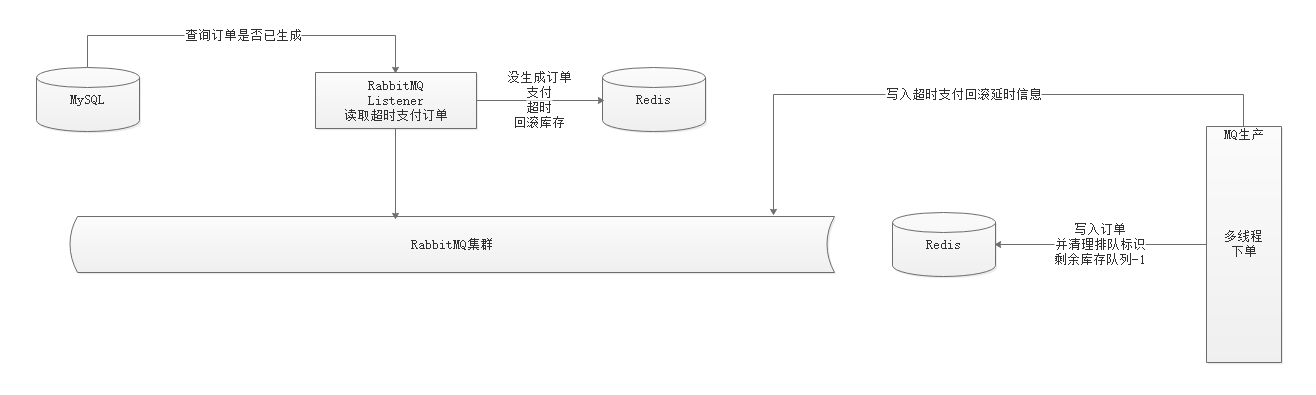 查询订单是否已生成
MySQL
RabbitMQ
Listener
读取超时支付订单
没生成订单
支付
超时
回滚库存
Redis
写入超时支付回滚延时信息
MQ生产
多线程
下单
RabbitMQ集群
Redis
写入订单
并清理排队标识
剩余库存队列-1